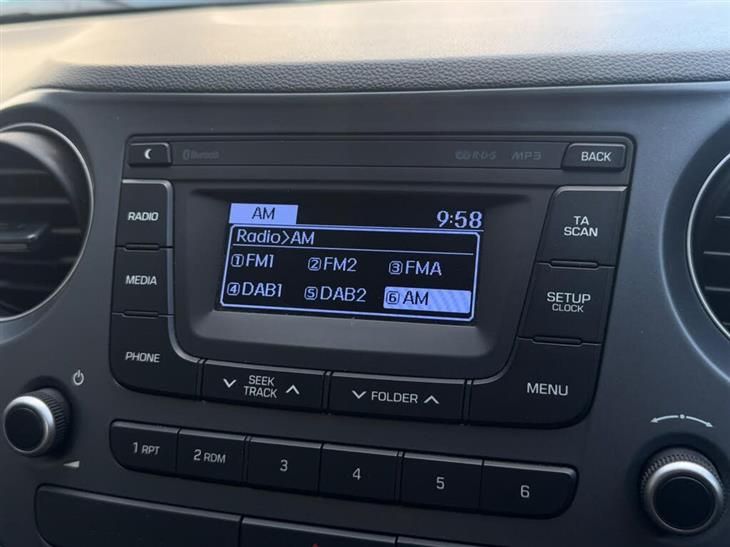 Bluetooth R·D·S MP3 BACK
RADIO
MEDIA
PHONE
AM 9:58
Radio>AM
①FM1 ②FM2 ③FMA
④DAB1 ⑤DAB2 ⑥AM
TA
SCAN
SETUP
CLOCK
SEEK
TRACK
FOLDER
MENU
1 RPT 2 RDM 3 4 5 6